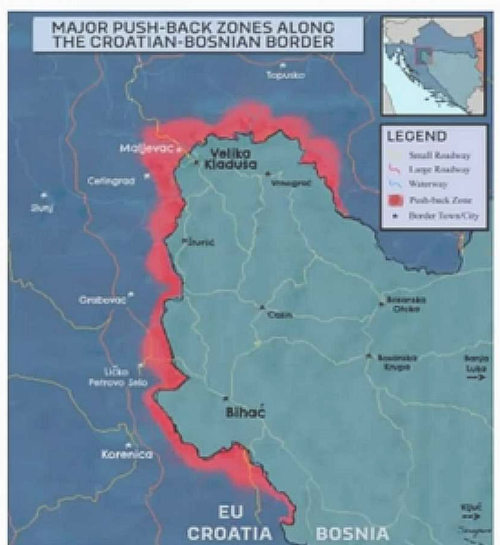 MAJOR PUSH-BACK ZONES ALONG
THE CROATIAN-BOSNIAN BORDER
Topusko
LEGEND
Small Roadway
Large Roadway
Waterway
Push-back Zone
Border Town/City
Maljevac
Velika
Kladuša
Cetingrad
Vrnograč
Slunj
Šturlić
Grabovac
Cazin
Bosanska
Otoka
Ličko
Petrovo Selo
Bosanska
Krupa
Banja
Luka
Bihać
Korenica
Ključ
Sarajevo
EU
CROATIA
BOSNIA